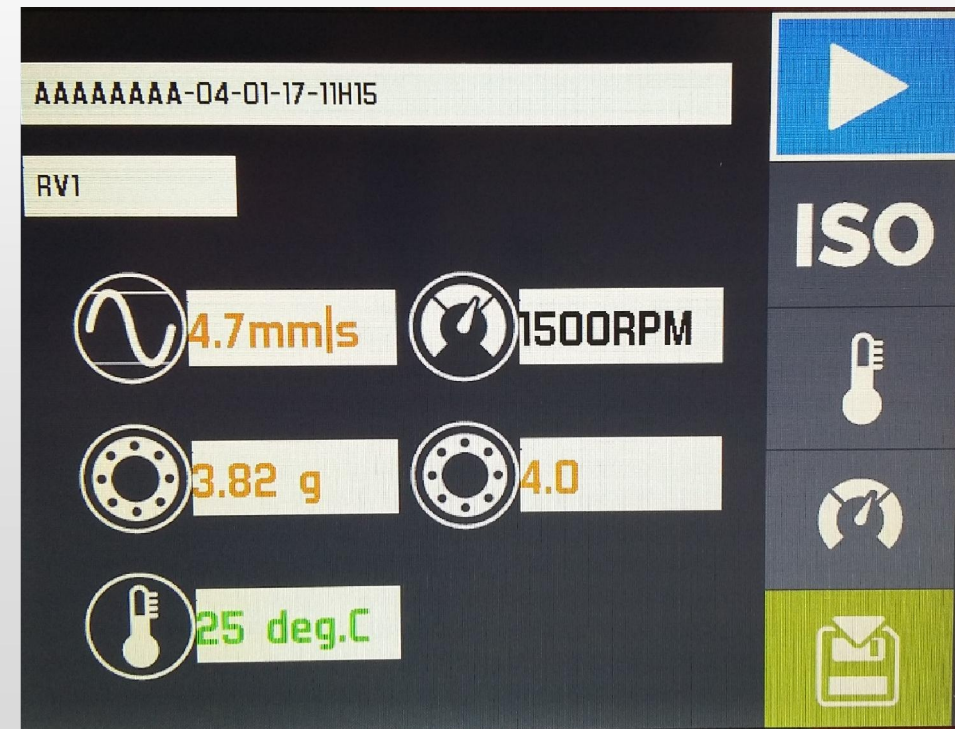 AAAAAAAA-04-01-17-11H15
RV1
ISO
4.7mm|s
1500RPM
3.82 g
4.0
25 deg.C